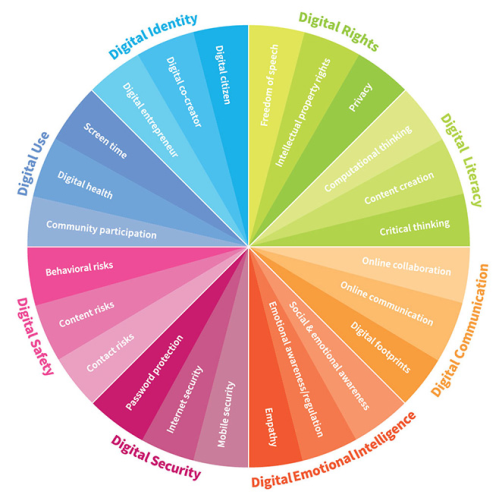 Digital Identity
Digital citizen
Digital co-creator
Digital entrepreneur
Digital Rights
Freedom of speech
Intellectual property rights
Privacy
Digital Literacy
Computational thinking
Content creation
Critical thinking
Digital Communication
Online collaboration
Online communication
Digital footprints
Digital Emotional Intelligence
Social & emotional awareness
Emotional awareness/regulation
Empathy
Digital Security
Mobile security
Internet security
Password protection
Digital Safety
Contact risks
Content risks
Behavioral risks
Digital Use
Community participation
Digital health
Screen time